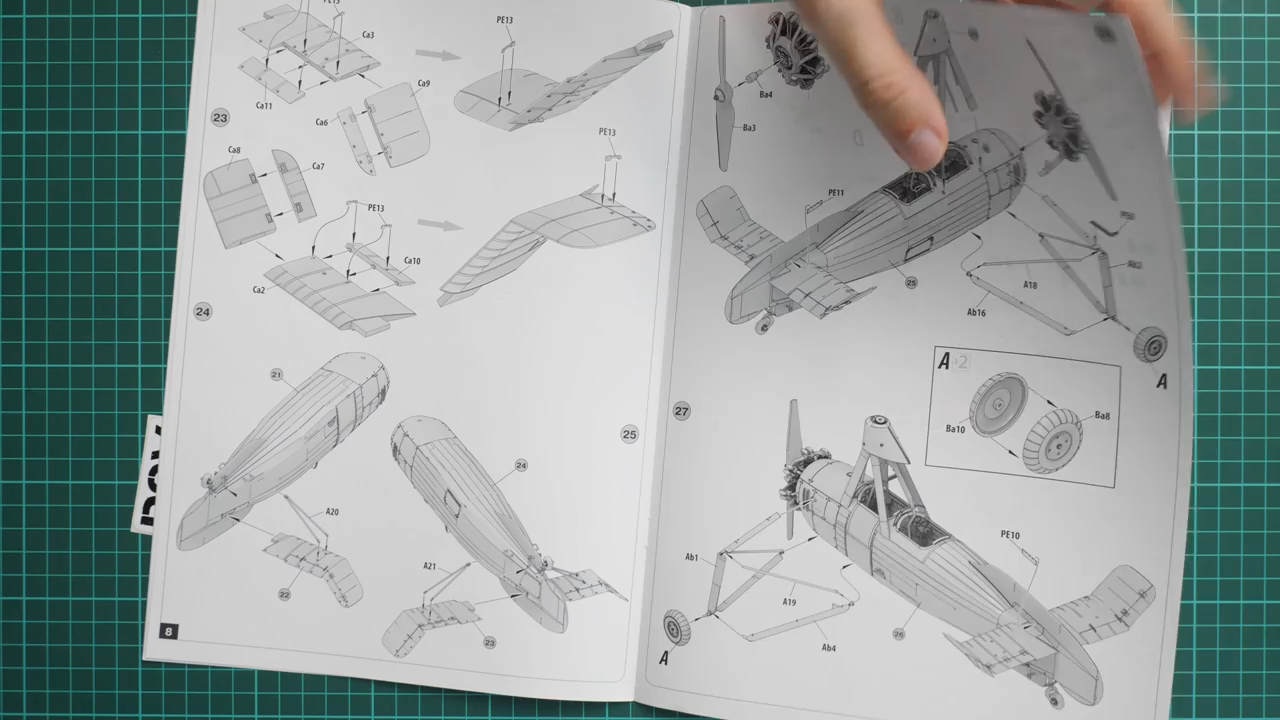 PE13
Ca3
Ca11
23
Ca6
Ca9
PE13
Ca8
Ca7
PE13
PE13
Ca10
Ca2
24
21
A20
22
24
25
A21
23
8
Ba4
Ba3
PE11
25
A18
Ab16
A
A
Ba10
Ba8
27
PE10
Ab1
A19
Ab4
26
A